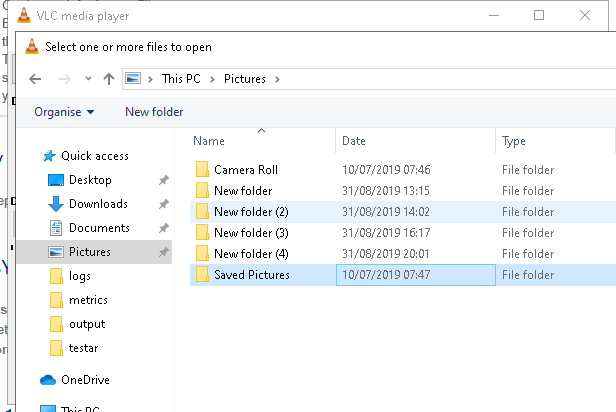 VLC media player
Select one or more files to open
This PC > Pictures >
Organise New folder
Name Date Type
Quick access
Desktop
Downloads
Documents
Pictures
logs
metrics
output
testar
OneDrive
This PC
Camera Roll 10/07/2019 07:46 File folder
New folder 31/08/2019 13:15 File folder
New folder (2) 31/08/2019 14:02 File folder
New folder (3) 31/08/2019 16:17 File folder
New folder (4) 31/08/2019 20:01 File folder
Saved Pictures 10/07/2019 07:47 File folder